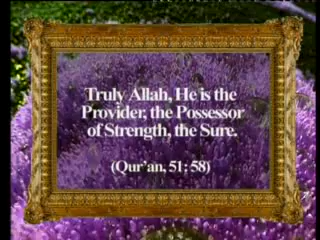 Truly Allah, He is the
Provider, the Possessor
of Strength, the Sure.
(Qur'an, 51: 58)